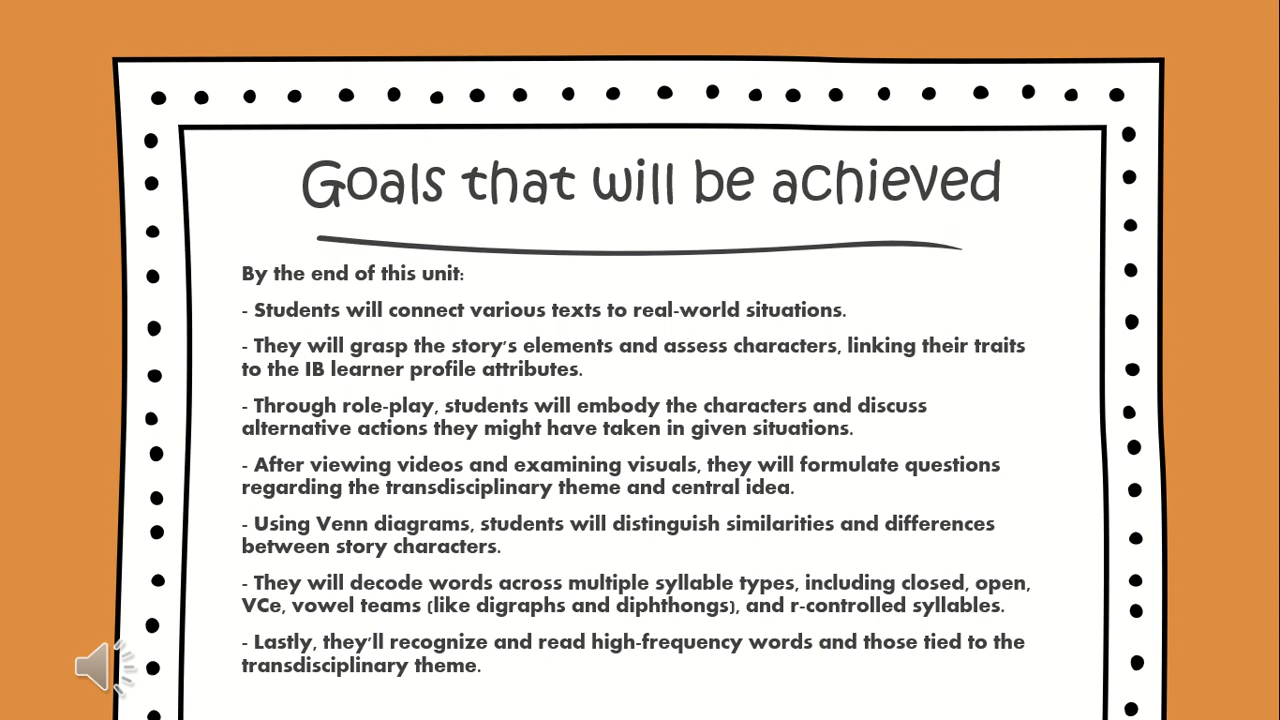 Goals that will be achieved
By the end of this unit:
- Students will connect various texts to real-world situations.
- They will grasp the story's elements and assess characters, linking their traits
to the IB learner profile attributes.
- Through role-play, students will embody the characters and discuss
alternative actions they might have taken in given situations.
- After viewing videos and examining visuals, they will formulate questions
regarding the transdisciplinary theme and central idea.
- Using Venn diagrams, students will distinguish similarities and differences
between story characters.
- They will decode words across multiple syllable types, including closed, open,
VCe, vowel teams (like digraphs and diphthongs), and r-controlled syllables.
- Lastly, they'll recognize and read high-frequency words and those tied to the
transdisciplinary theme.